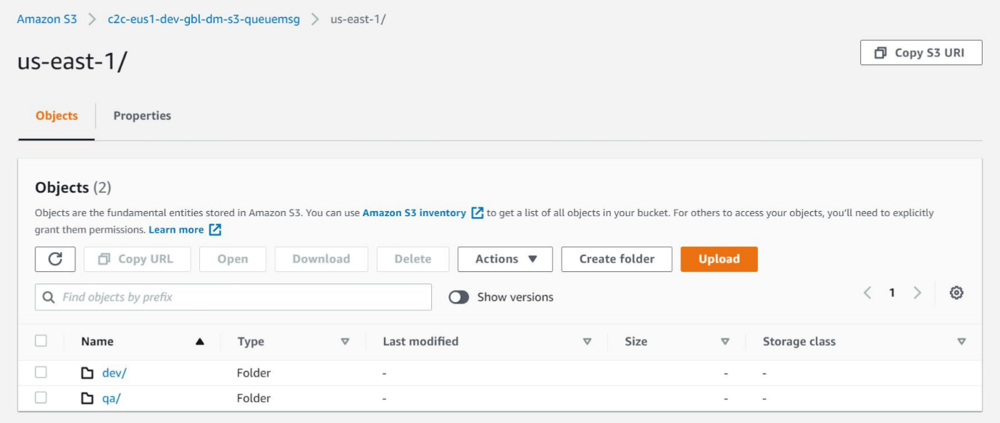 Amazon S3 > c2c-eus1-dev-gbl-dm-s3-queuemsg > us-east-1/
us-east-1/
Copy S3 URI
Objects Properties
Objects (2)
Objects are the fundamental entities stored in Amazon S3. You can use Amazon S3 inventory to get a list of all objects in your bucket. For others to access your objects, you'll need to explicitly
grant them permissions. Learn more
Copy URL Open Download Delete Actions Create folder Upload
Find objects by prefix Show versions < 1 >
Name Type Last modified Size Storage class
dev/ Folder - - -
qa/ Folder - - -